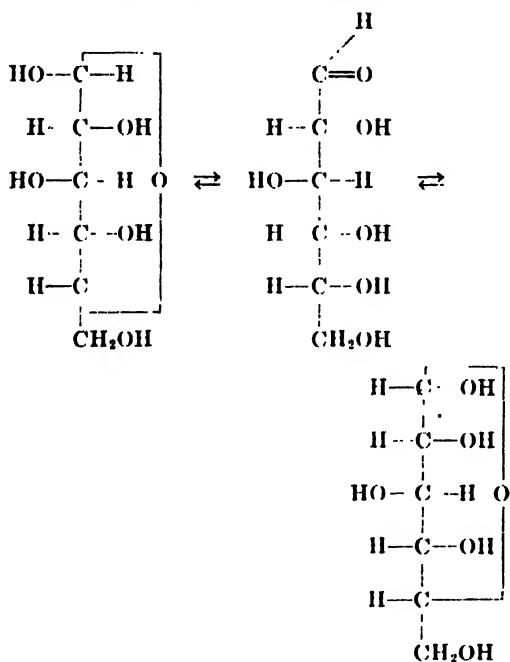 H
HO--C—H C=O
H- C—OH H--C OH
HO—C- H O ⇄ HO—C--H ⇄
H--C--OH H C--OH
H—C H—C--OH
CH₂OH CH₂OH
H—C- OH
H--C—OH
HO–C–H O
H—C--OH
H—C
CH₂OH